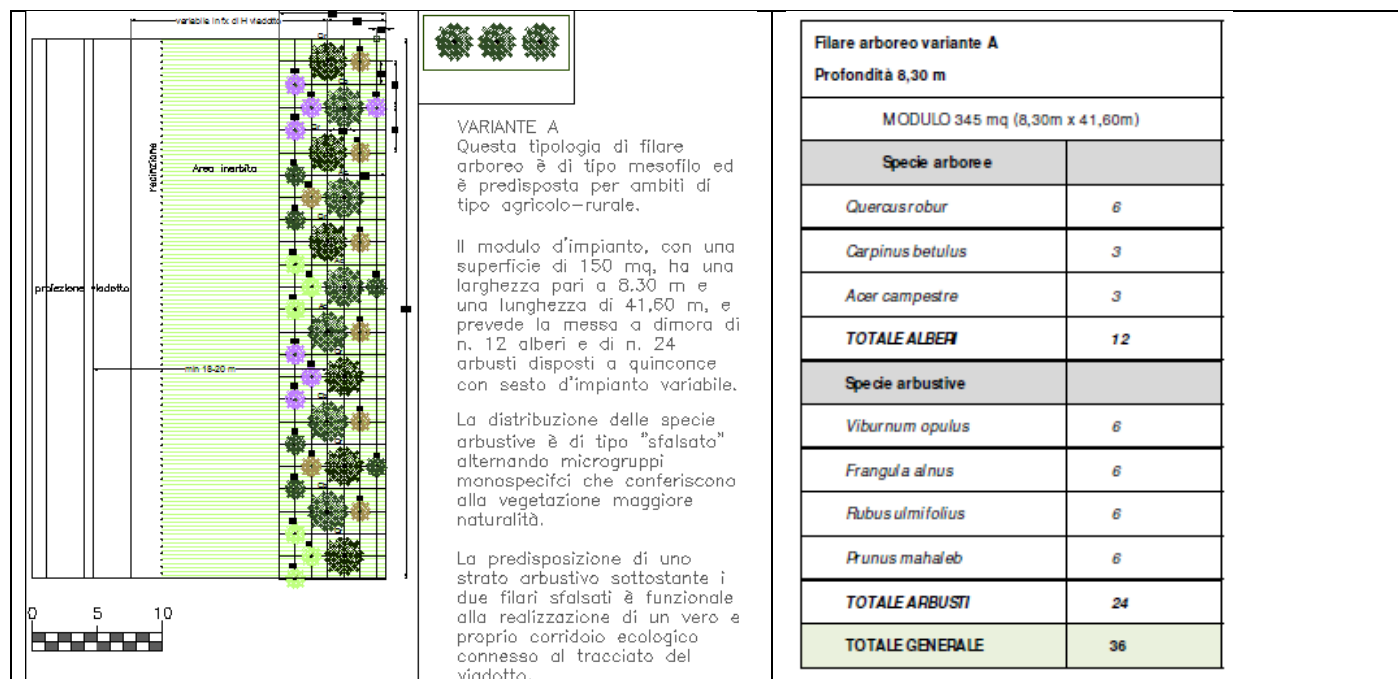 variabile in fx di H viadotto
recinzione
Area inerbita
proiezione viadotto
min 18-20 m
0 5 10
VARIANTE A
Questa tipologia di filare
arboreo è di tipo mesofilo ed
è predisposta per ambiti di
tipo agricolo-rurale.
Il modulo d'impianto, con una
superficie di 150 mq, ha una
larghezza pari a 8.30 m e
una lunghezza di 41,60 m, e
prevede la messa a dimora di
n. 12 alberi e di n. 24
arbusti disposti a quinconce
con sesto d'impianto variabile.
La distribuzione delle specie
arbustive è di tipo "sfalsato"
alternando microgruppi
monospecifci che conferiscono
alla vegetazione maggiore
naturalità.
La predisposizione di uno
strato arbustivo sottostante i
due filari sfalsati è funzionale
alla realizzazione di un vero e
proprio corridoio ecologico
connesso al tracciato del
viadotto.
Filare arboreo variante A
Profondità 8,30 m
MODULO 345 mq (8,30m x 41,60m)
Specie arboree
Quercus robur 6
Carpinus betulus 3
Acer campestre 3
TOTALE ALBERI 12
Specie arbustive
Viburnum opulus 6
Frangula alnus 6
Rubus ulmifolius 6
Prunus mahaleb 6
TOTALE ARBUSTI 24
TOTALE GENERALE 36